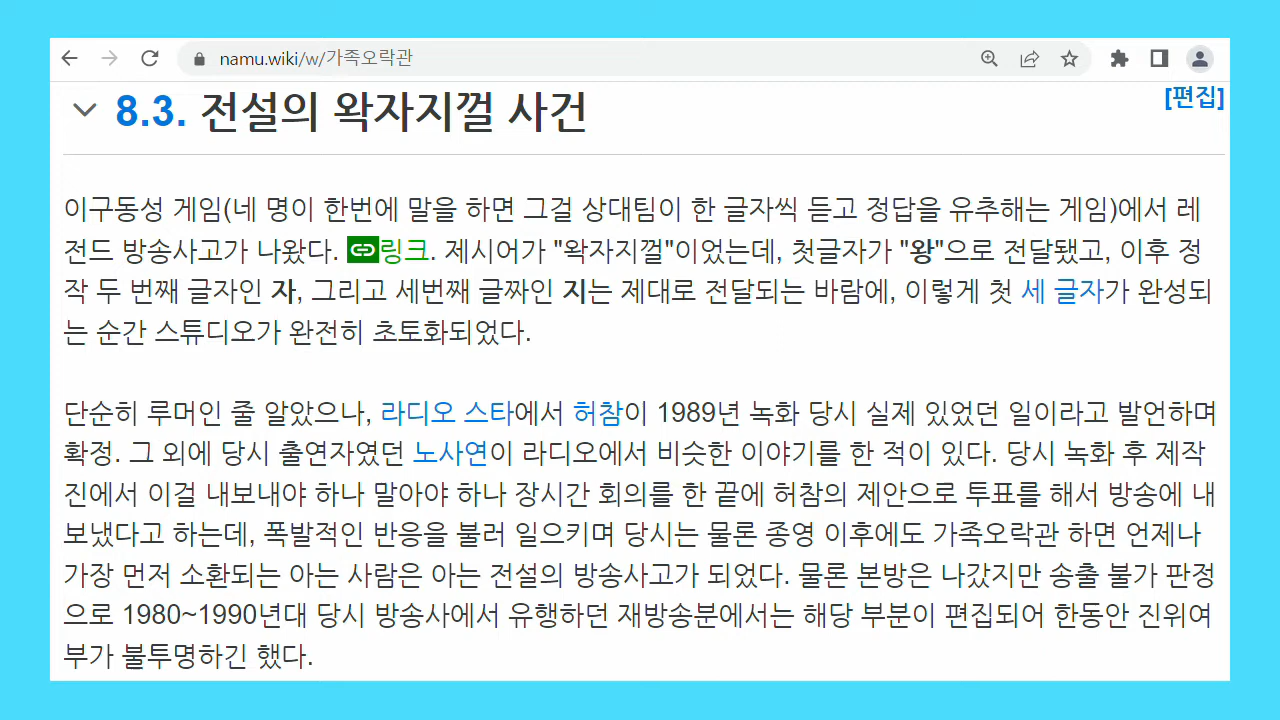 namu.wiki/w/가족오락관
8.3. 전설의 왁자지껄 사건
[편집]
이구동성 게임(네 명이 한번에 말을 하면 그걸 상대팀이 한 글자씩 듣고 정답을 유추해는 게임)에서 레
전드 방송사고가 나왔다. 링크. 제시어가 "왁자지껄"이었는데, 첫글자가 "왕"으로 전달됐고, 이후 정
작 두 번째 글자인 자, 그리고 세번째 글짜인 지는 제대로 전달되는 바람에, 이렇게 첫 세 글자가 완성되
는 순간 스튜디오가 완전히 초토화되었다.
단순히 루머인 줄 알았으나, 라디오 스타에서 허참이 1989년 녹화 당시 실제 있었던 일이라고 발언하며
확정. 그 외에 당시 출연자였던 노사연이 라디오에서 비슷한 이야기를 한 적이 있다. 당시 녹화 후 제작
진에서 이걸 내보내야 하나 말아야 하나 장시간 회의를 한 끝에 허참의 제안으로 투표를 해서 방송에 내
보냈다고 하는데, 폭발적인 반응을 불러 일으키며 당시는 물론 종영 이후에도 가족오락관 하면 언제나
가장 먼저 소환되는 아는 사람은 아는 전설의 방송사고가 되었다. 물론 본방은 나갔지만 송출 불가 판정
으로 1980~1990년대 당시 방송사에서 유행하던 재방송분에서는 해당 부분이 편집되어 한동안 진위여
부가 불투명하긴 했다.